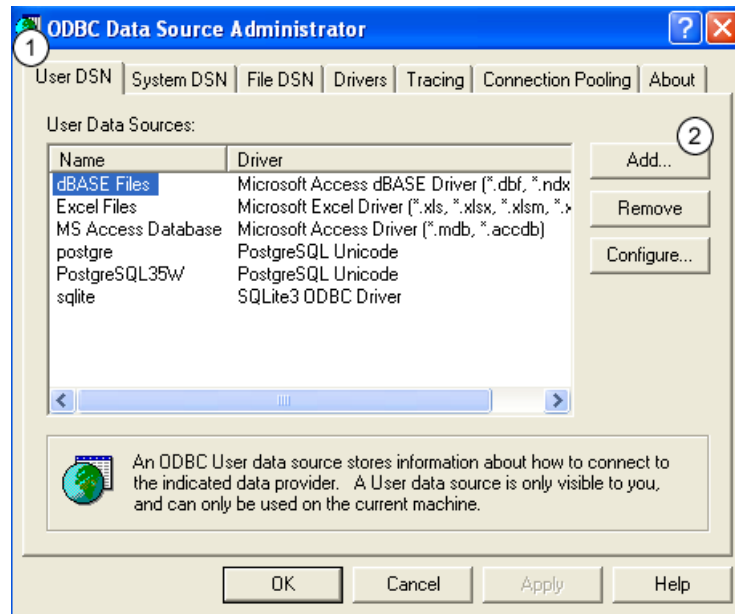 ODBC Data Source Administrator
?
X
1
User DSN System DSN File DSN Drivers Tracing Connection Pooling About
User Data Sources:
2
Name Driver Add...
dBASE Files Microsoft Access dBASE Driver (*.dbf, *.ndx
Excel Files Microsoft Excel Driver (*.xls, *.xlsx, *.xlsm, *.x
Remove
MS Access Database Microsoft Access Driver (*.mdb, *.accdb)
postgre PostgreSQL Unicode
Configure...
PostgreSQL35W PostgreSQL Unicode
sqlite SQLite3 ODBC Driver
An ODBC User data source stores information about how to connect to
the indicated data provider. A User data source is only visible to you,
and can only be used on the current machine.
OK Cancel Apply Help